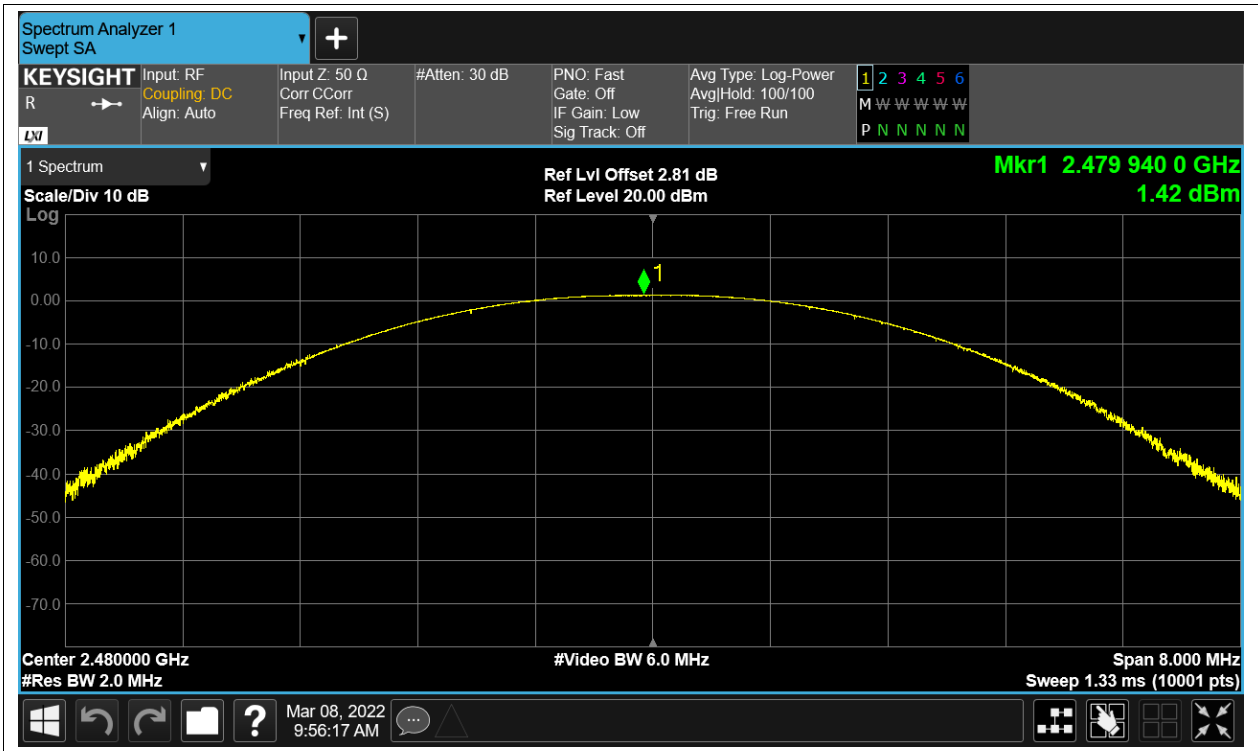 Spectrum Analyzer 1
Swept SA
KEYSIGHT
R
LXI
Input: RF
Coupling: DC
Align: Auto
Input Z: 50 Ω
Corr CCorr
Freq Ref: Int (S)
#Atten: 30 dB
PNO: Fast
Gate: Off
IF Gain: Low
Sig Track: Off
Avg Type: Log-Power
Avg|Hold: 100/100
Trig: Free Run
1 2 3 4 5 6
M W W W W W
P N N N N N
1 Spectrum
Scale/Div 10 dB
Log
Ref Lvl Offset 2.81 dB
Ref Level 20.00 dBm
Mkr1 2.479 940 0 GHz
1.42 dBm
1
10.0
0.00
-10.0
-20.0
-30.0
-40.0
-50.0
-60.0
-70.0
Center 2.480000 GHz
#Video BW 6.0 MHz
Span 8.000 MHz
#Res BW 2.0 MHz
Sweep 1.33 ms (10001 pts)
?
Mar 08, 2022
9:56:17 AM